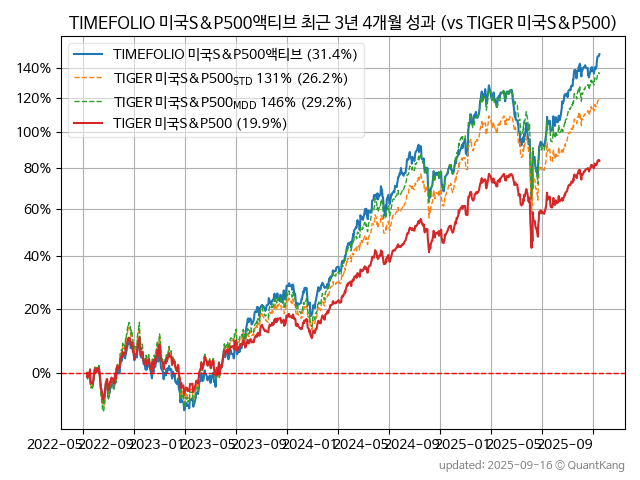 TIMEFOLIO 미국S&P500액티브 최근 3년 4개월 성과 (vs TIGER 미국S&P500)
TIMEFOLIO 미국S&P500액티브 (31.4%)
TIGER 미국S&P500STD 131% (26.2%)
TIGER 미국S&P500MDD 146% (29.2%)
TIGER 미국S&P500 (19.9%)
140%
120%
100%
80%
60%
40%
20%
0%
2022-05 2022-09 2023-01 2023-05 2023-09 2024-01 2024-05 2024-09 2025-01 2025-05 2025-09
updated: 2025-09-16 © QuantKang